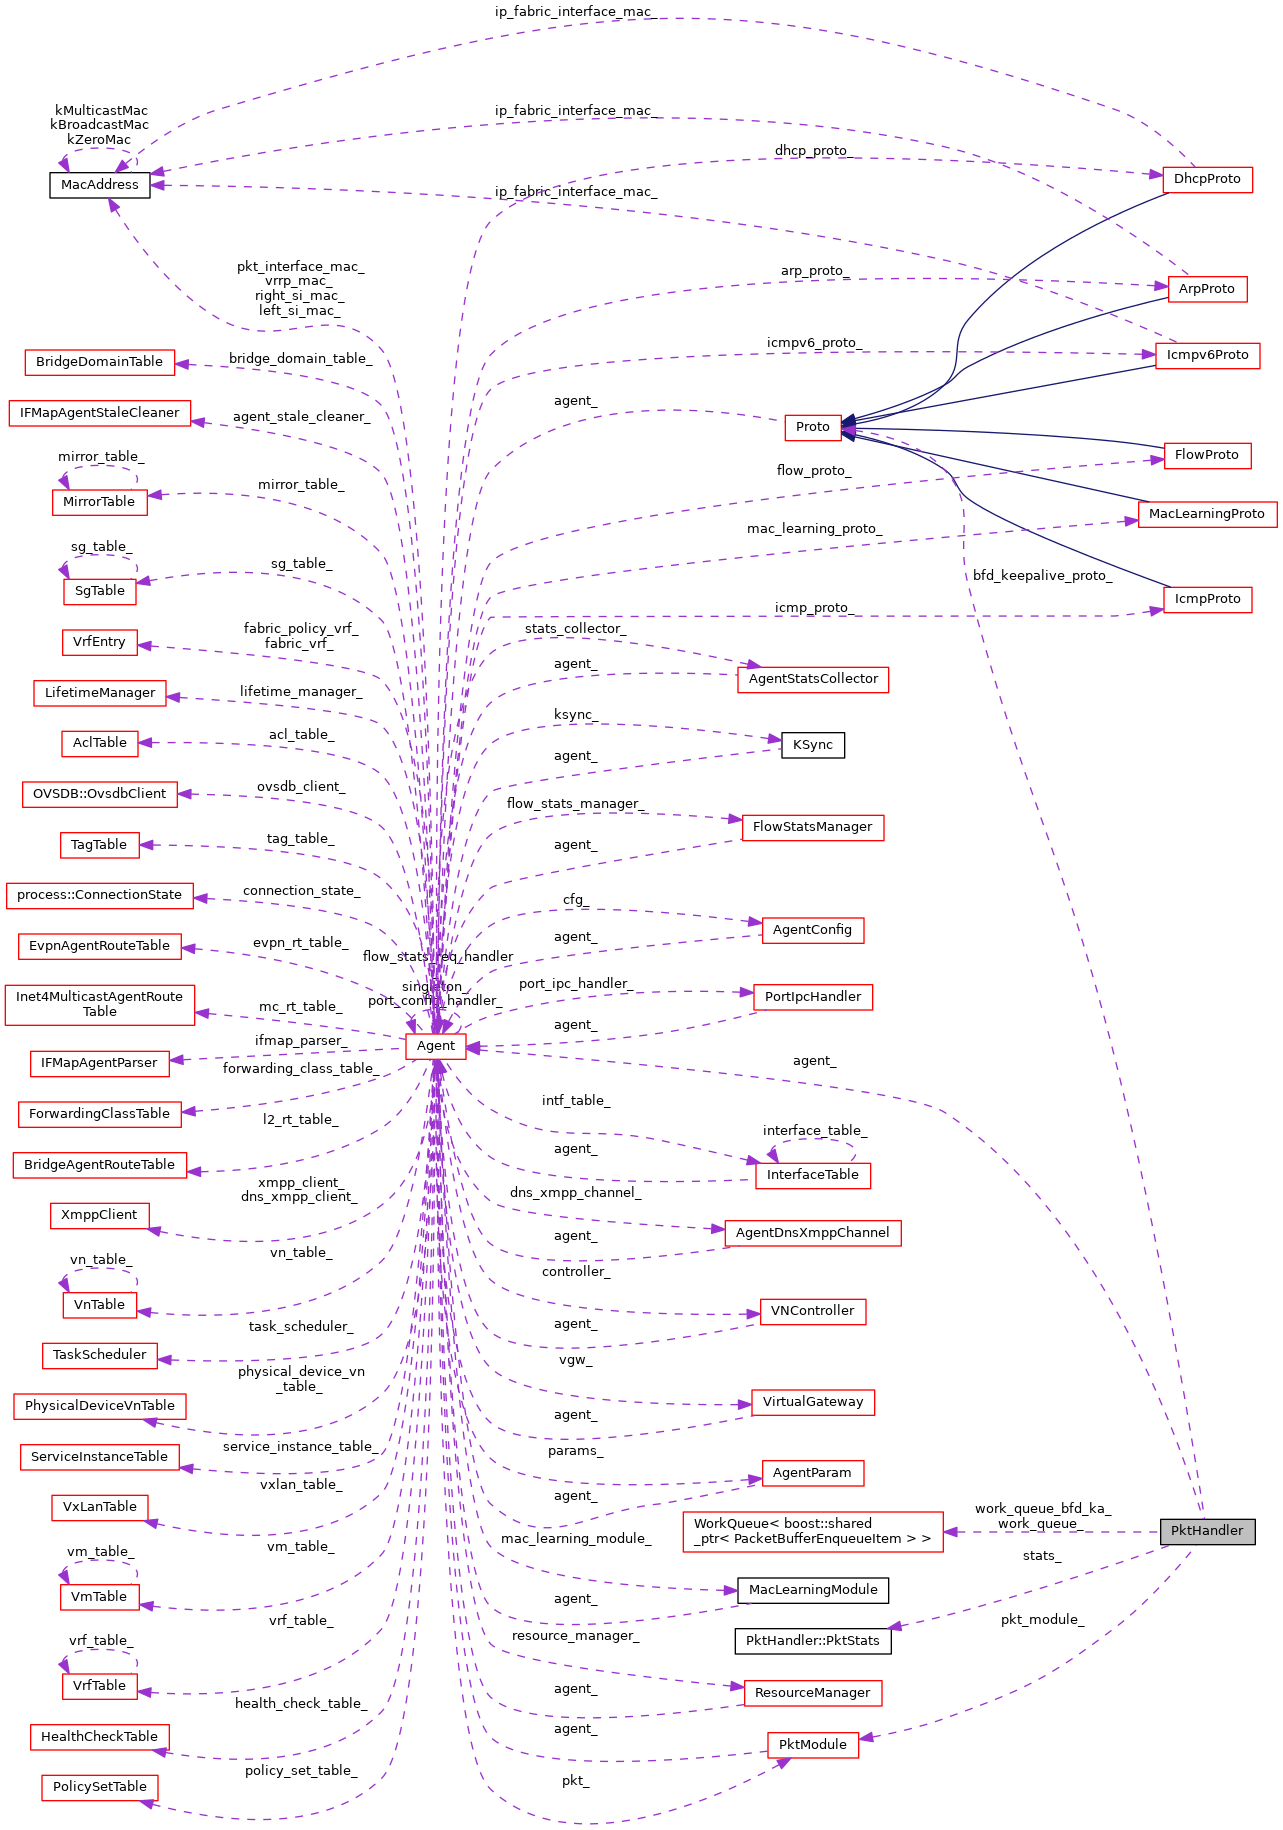 ip_fabric_interface_mac_
kMulticastMac
kBroadcastMac
kZeroMac
ip_fabric_interface_mac_
dhcp_proto_
MacAddress
DhcpProto
ip_fabric_interface_mac_
pkt_interface_mac_
vrrp_mac_
right_si_mac_
left_si_mac_
arp_proto_
ArpProto
icmpv6_proto_
Icmpv6Proto
BridgeDomainTable
bridge_domain_table_
agent_
IFMapAgentStaleCleaner
agent_stale_cleaner_
Proto
FlowProto
mirror_table_
MirrorTable
mirror_table_
flow_proto_
MacLearningProto
mac_learning_proto_
sg_table_
SgTable
sg_table_
bfd_keepalive_proto_
IcmpProto
icmp_proto_
VrfEntry
fabric_policy_vrf_
fabric_vrf_
stats_collector_
agent_
AgentStatsCollector
LifetimeManager
lifetime_manager_
ksync_
AclTable
acl_table_
KSync
agent_
OVSDB::OvsdbClient
ovsdb_client_
flow_stats_manager_
FlowStatsManager
TagTable
tag_table_
agent_
process::ConnectionState
connection_state_
cfg_
AgentConfig
EvpnAgentRouteTable
evpn_rt_table_
agent_
flow_stats_req_handler
_
singleton_
port_config_handler_
port_ipc_handler_
PortIpcHandler
Inet4MulticastAgentRoute
Table
mc_rt_table_
agent_
Agent
IFMapAgentParser
ifmap_parser_
agent_
forwarding_class_table_
ForwardingClassTable
intf_table_
l2_rt_table_
interface_table_
agent_
BridgeAgentRouteTable
InterfaceTable
xmpp_client_
dns_xmpp_client_
dns_xmpp_channel_
XmppClient
AgentDnsXmppChannel
agent_
vn_table_
vn_table_
VnTable
controller_
VNController
agent_
task_scheduler_
TaskScheduler
vgw_
physical_device_vn
_table_
PhysicalDeviceVnTable
VirtualGateway
agent_
service_instance_table_
ServiceInstanceTable
params_
AgentParam
vxlan_table_
VxLanTable
agent_
work_queue_bfd_ka_
work_queue_
WorkQueue< boost::shared
_ptr< PacketBufferEnqueueItem > >
PktHandler
mac_learning_module_
vm_table_
vm_table_
VmTable
stats_
MacLearningModule
agent_
vrf_table_
pkt_module_
resource_manager_
PktHandler::PktStats
vrf_table_
VrfTable
agent_
ResourceManager
health_check_table_
HealthCheckTable
agent_
PktModule
policy_set_table_
PolicySetTable
pkt_